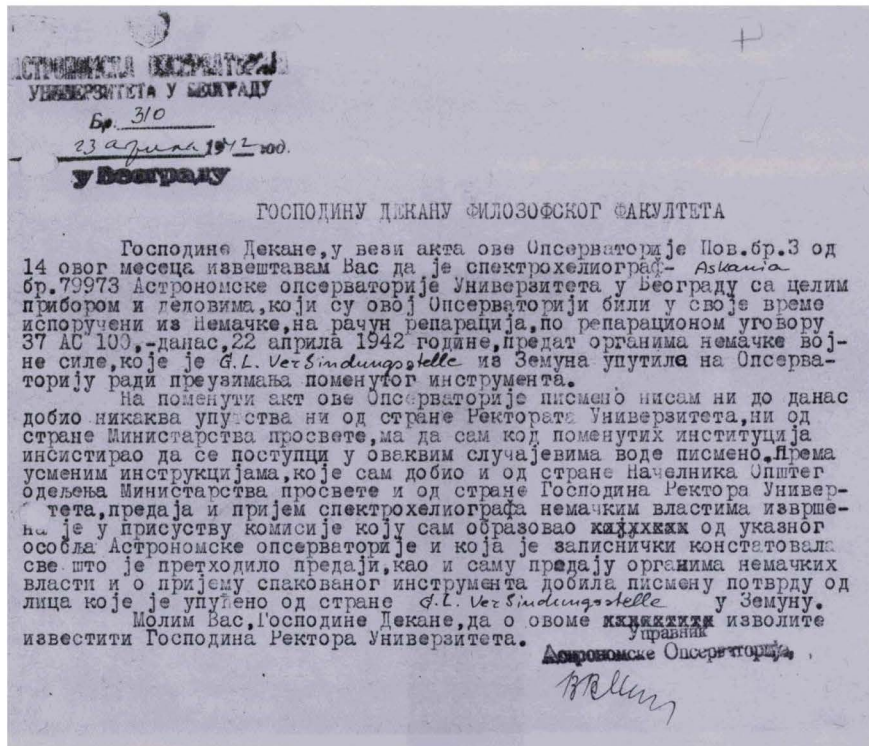 АСТРОНОМСКА ОПСЕРВАТОРИЈА
УНИВЕРЗИТЕТА У БЕОГРАДУ
Бр. 310
23 априла 1942 год.
у Београду
ГОСПОДИНУ ДЕКАНУ ФИЛОЗОФСКОГ ФАКУЛТЕТА
Господине Декане,у вези акта ове Опсерваторије Пов.бр.3 од
14 овог месеца извештавам Вас да је спектрохелиограф- Askania
бр.79973 Астрономске опсерваторије Универзитета у Београду са целим
прибором и деловима,који су овој Опсерваторији били у своје време
испоручени из Немачке,на рачун репарација,по репарационом уговору
37 АС 100,-данас,22 априла 1942 године,предат органима немачке вој-
не силе,које је G.L. Versindungsstelle из Земуна упутила на Опсерва-
торију ради преузимања поменутог инструмента.
На поменути акт ове Опсерваторије писмено нисам ни до данас
добио никаква упутства ни од стране Ректората Универзитета,ни од
стране Министарства просвете,ма да сам код поменутих институција
инсистирао да се поступци у оваквим случајевима воде писмено.Према
усменим инструкцијама,које сам добио и од стране Начелника Општег
одељења Министарства просвете и од стране Господина Ректора Универ-
тета,предаја и пријем спектрохелиографа немачким властима изврше-
на је у присуству комисије коју сам образовао од указног
особља Астрономске опсерваторије и која је записнички констатовала
све што је претходило предаји,као и саму предају органима немачких
власти и о пријему спакованог инструмента добила писмену потврду од
лица које је упућено од стране G.L. Versindungsstelle у Земуну.
Молим Вас,Господине Декане,да о овоме изволите
известити Господина Ректора Универзитета.
Управник
Астрономске Опсерваторије,